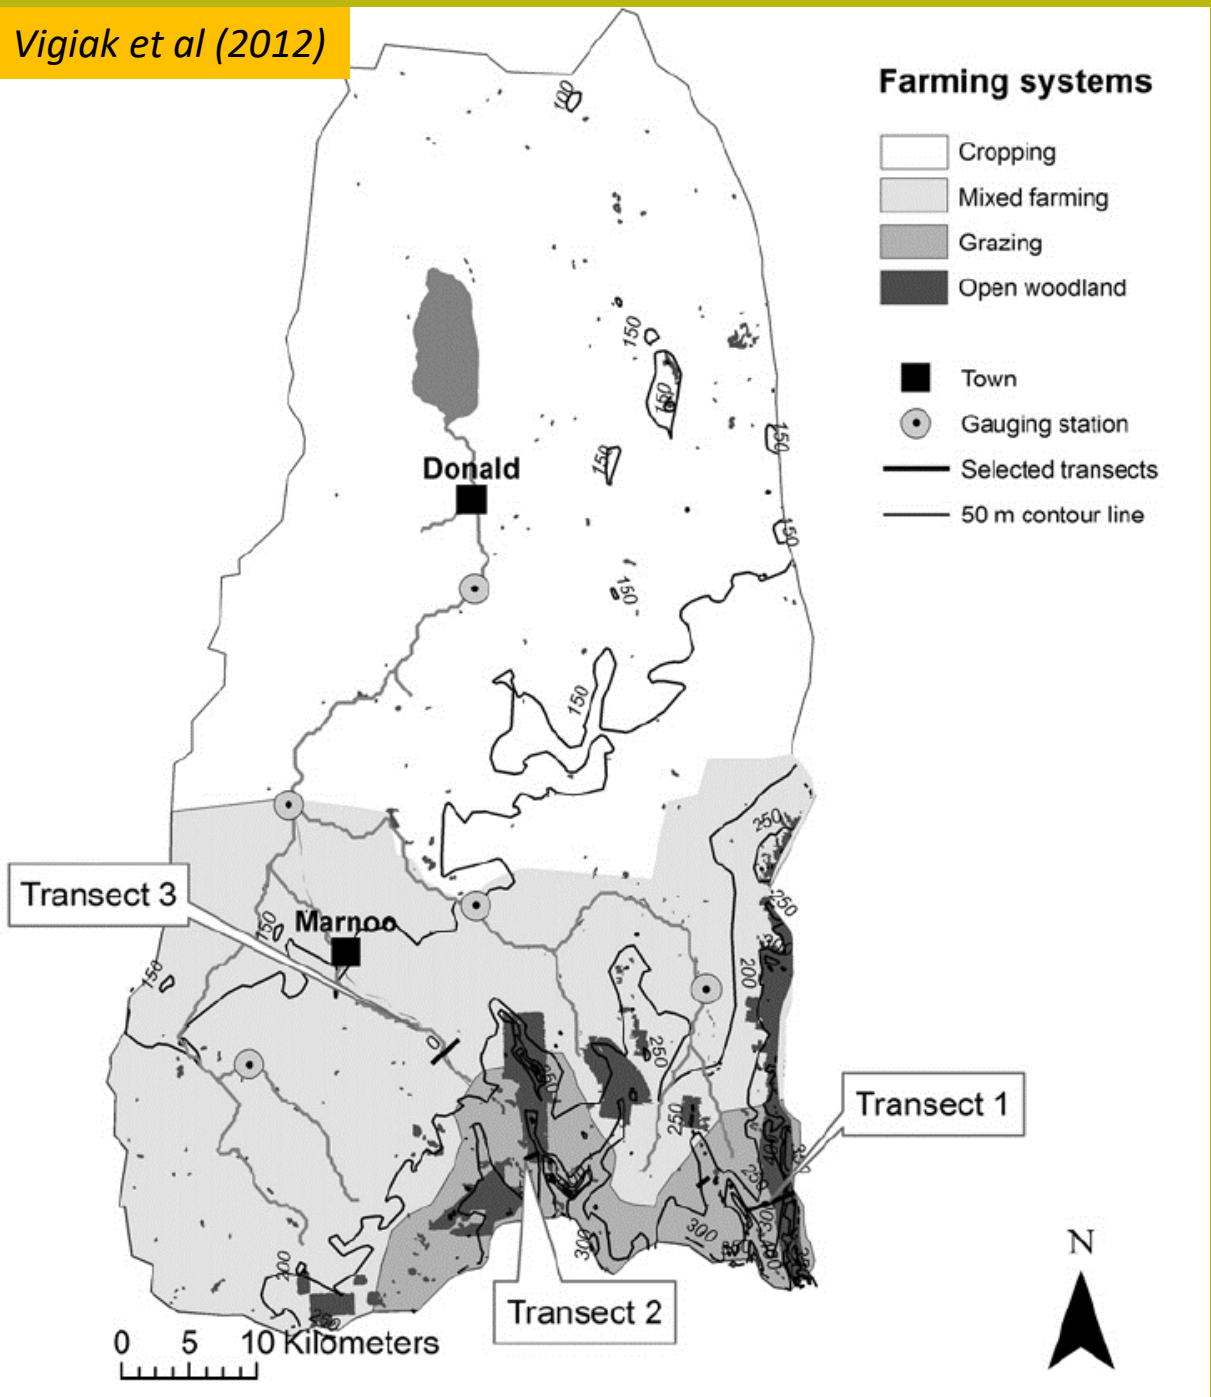 Vigiak et al (2012)
Farming systems
Cropping
Mixed farming
Grazing
Open woodland
Town
Gauging station
Selected transects
50 m contour line
100
150
150
150
150
Donald
150
150
150
250
Transect 3
250
Marnoo
150
200
150
0
250
250
Transect 1
250
300
300
200
Transect 2
0 5 10 Kilometers
N